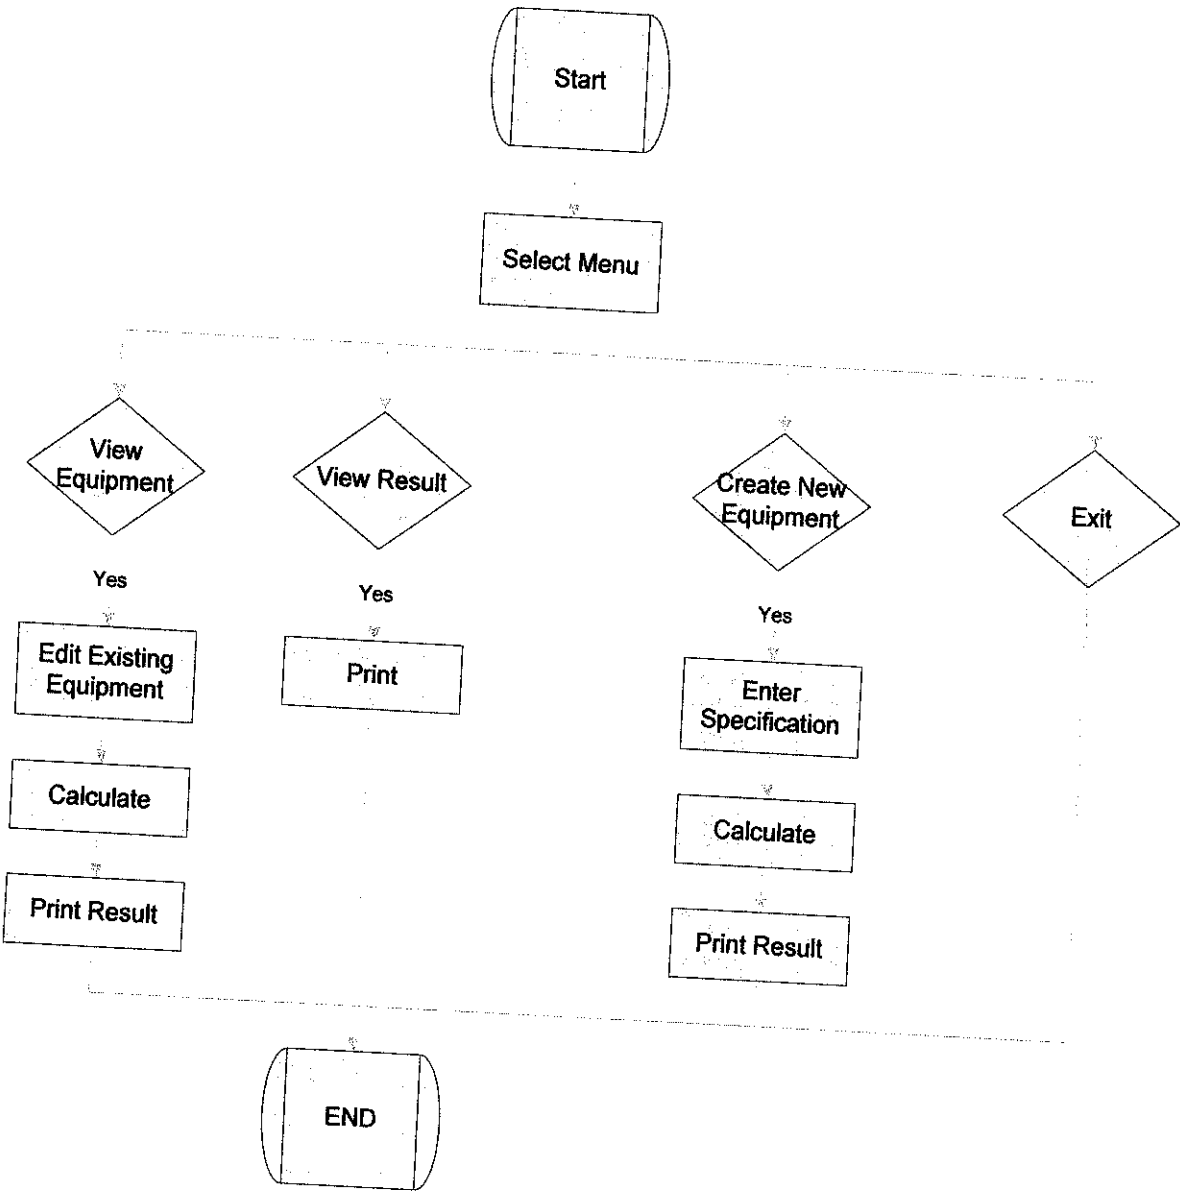 Start
Select Menu
View
Equipment
View Result
Create New
Equipment
Exit
Yes
Yes
Yes
Edit Existing
Equipment
Print
Enter
Specification
Calculate
Calculate
Print Result
Print Result
END